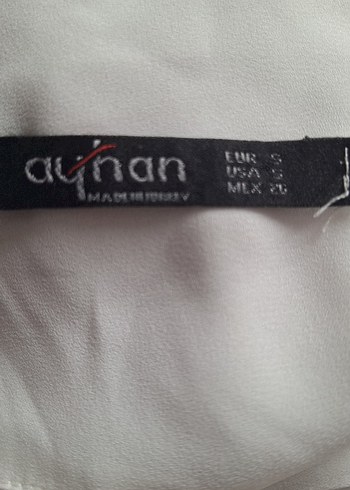 ayhan
MADE IN TURKEY
EUR S
USA S
MEX 26